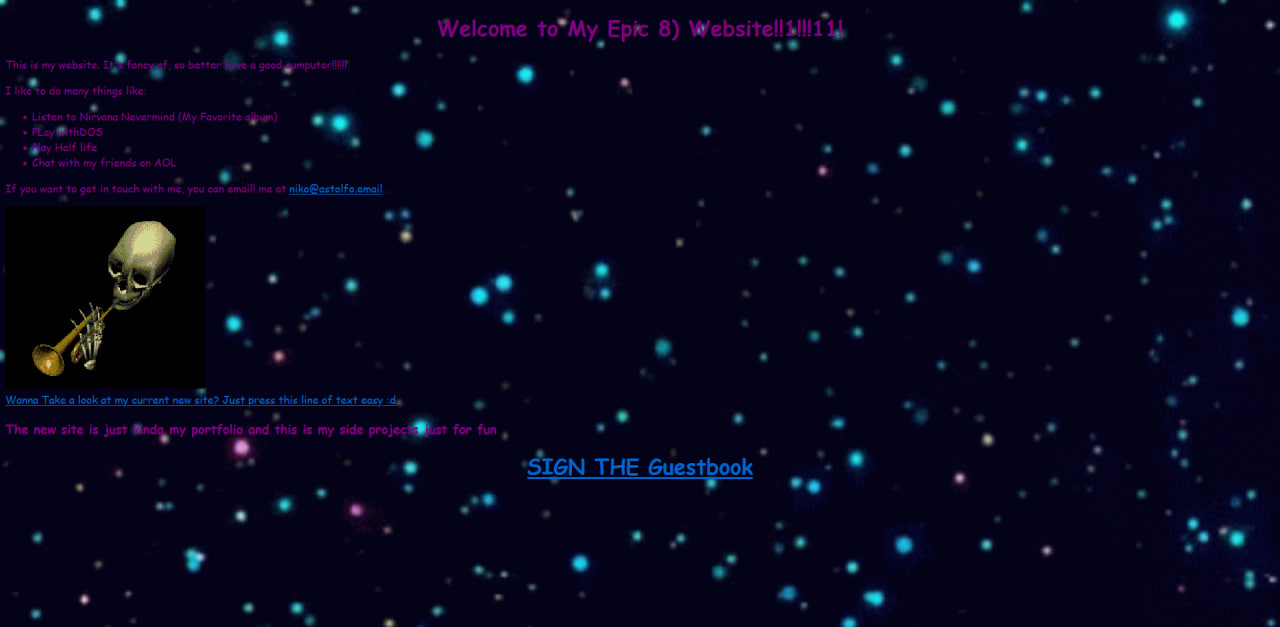 Welcome to My Epic 8) Website!!1!!!11!
This is my website. It's fancy af, so better have a good cumputer!!!!!!.
I like to do many things like:
• Listen to Nirvana Nevermind (My Favorite album)
• PLay withDOS
• Play Half life
• Chat with my friends on AOL
If you want to get in touch with me, you can email! me at niko@astolfo.email.
Wanna Take a look at my current new site? Just press this line of text easy :d
The new site is just kinda my portfolio and this is my side projects just for fun
SIGN THE Guestbook